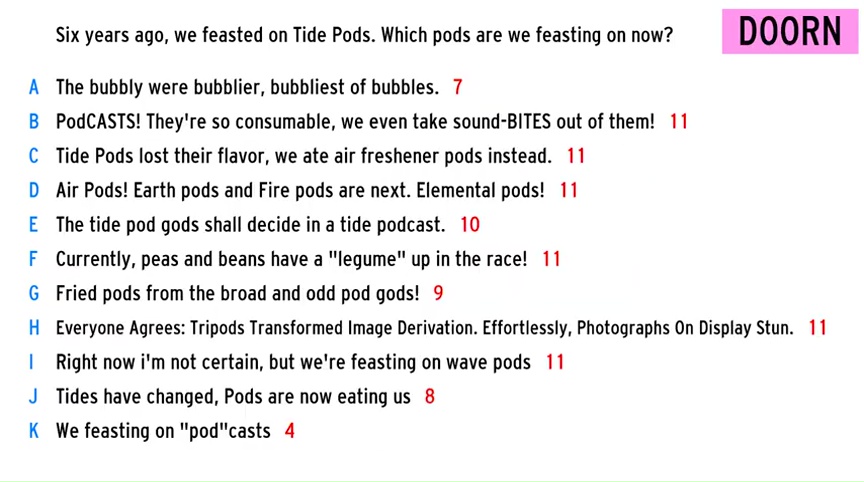 Six years ago, we feasted on Tide Pods. Which pods are we feasting on now?
DOORN
A The bubbly were bubblier, bubbliest of bubbles. 7
B PodCASTS! They're so consumable, we even take sound-BITES out of them! 11
C Tide Pods lost their flavor, we ate air freshener pods instead. 11
D Air Pods! Earth pods and Fire pods are next. Elemental pods! 11
E The tide pod gods shall decide in a tide podcast. 10
F Currently, peas and beans have a "legume" up in the race! 11
G Fried pods from the broad and odd pod gods! 9
H Everyone Agrees: Tripods Transformed Image Derivation. Effortlessly, Photographs On Display Stun. 11
I Right now i'm not certain, but we're feasting on wave pods 11
J Tides have changed, Pods are now eating us 8
K We feasting on "pod"casts 4